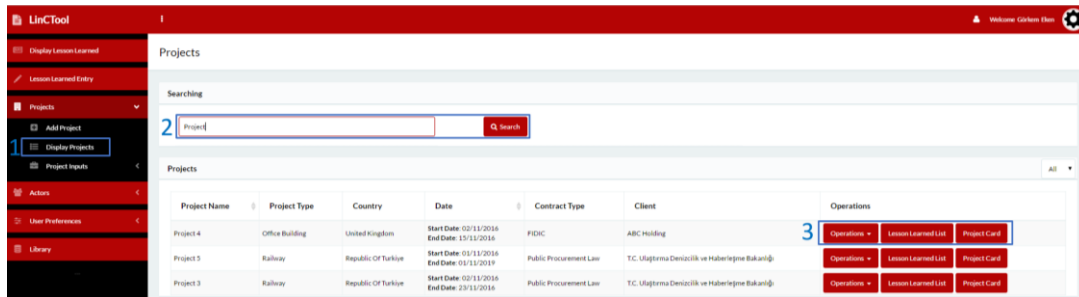 LinCTool
Welcome Görkem Eken
Display Lesson Learned
Lesson Learned Entry
Projects
Add Project
1 Display Projects
Project Inputs
Actors
User Preferences
Library
Projects
Searching
2 Project Search
Projects
All
Project Name Project Type Country Date Contract Type Client Operations
Project 4 Office Building United Kingdom Start Date: 02/11/2016 FIDIC ABC Holding 3 Operations Lesson Learned List Project Card
End Date: 15/11/2016
Project 5 Railway Republic Of Turkiye Start Date: 01/11/2016 Public Procurement Law T.C. Ulaştırma Denizcilik ve Haberleşme Bakanlığı Operations Lesson Learned List Project Card
End Date: 01/11/2019
Project 3 Railway Republic Of Turkiye Start Date: 02/11/2016 Public Procurement Law T.C. Ulaştırma Denizcilik ve Haberleşme Bakanlığı Operations Lesson Learned List Project Card
End Date: 23/11/2016